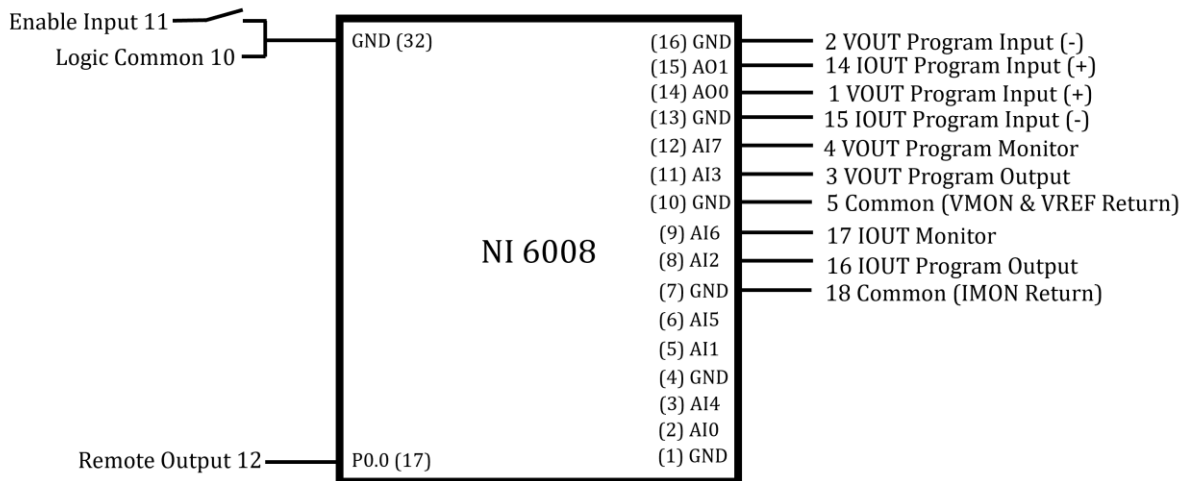 Enable Input 11
Logic Common 10
GND (32)
Remote Output 12
P0.0 (17)
NI 6008
(16) GND 2 VOUT Program Input (-)
(15) AO1 14 IOUT Program Input (+)
(14) AO0 1 VOUT Program Input (+)
(13) GND 15 IOUT Program Input (-)
(12) AI7 4 VOUT Program Monitor
(11) AI3 3 VOUT Program Output
(10) GND 5 Common (VMON & VREF Return)
(9) AI6 17 IOUT Monitor
(8) AI2 16 IOUT Program Output
(7) GND 18 Common (IMON Return)
(6) AI5
(5) AI1
(4) GND
(3) AI4
(2) AI0
(1) GND